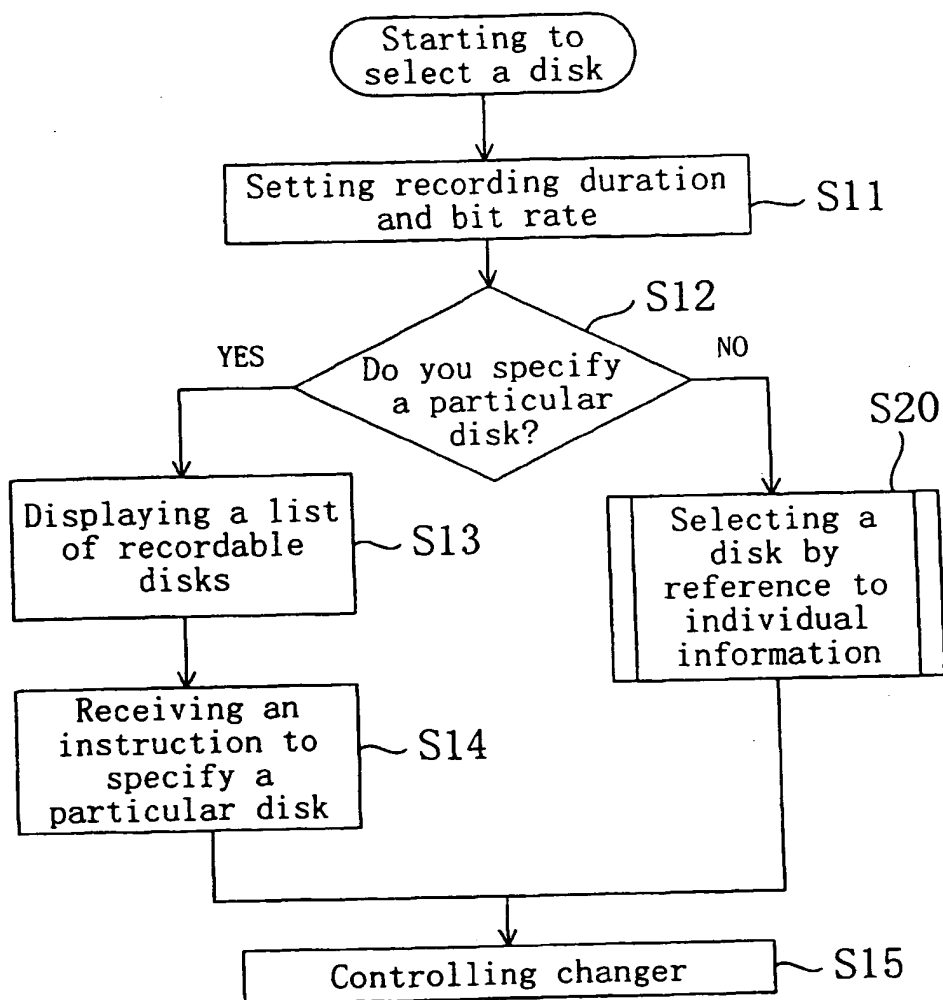 Starting to
select a disk
Setting recording duration
and bit rate
S11
S12
YES
NO
Do you specify
a particular
disk?
S20
Displaying a list
of recordable
disks
S13
Selecting a
disk by
reference to
individual
information
Receiving an
instruction to
specify a
particular disk
S14
Controlling changer
S15